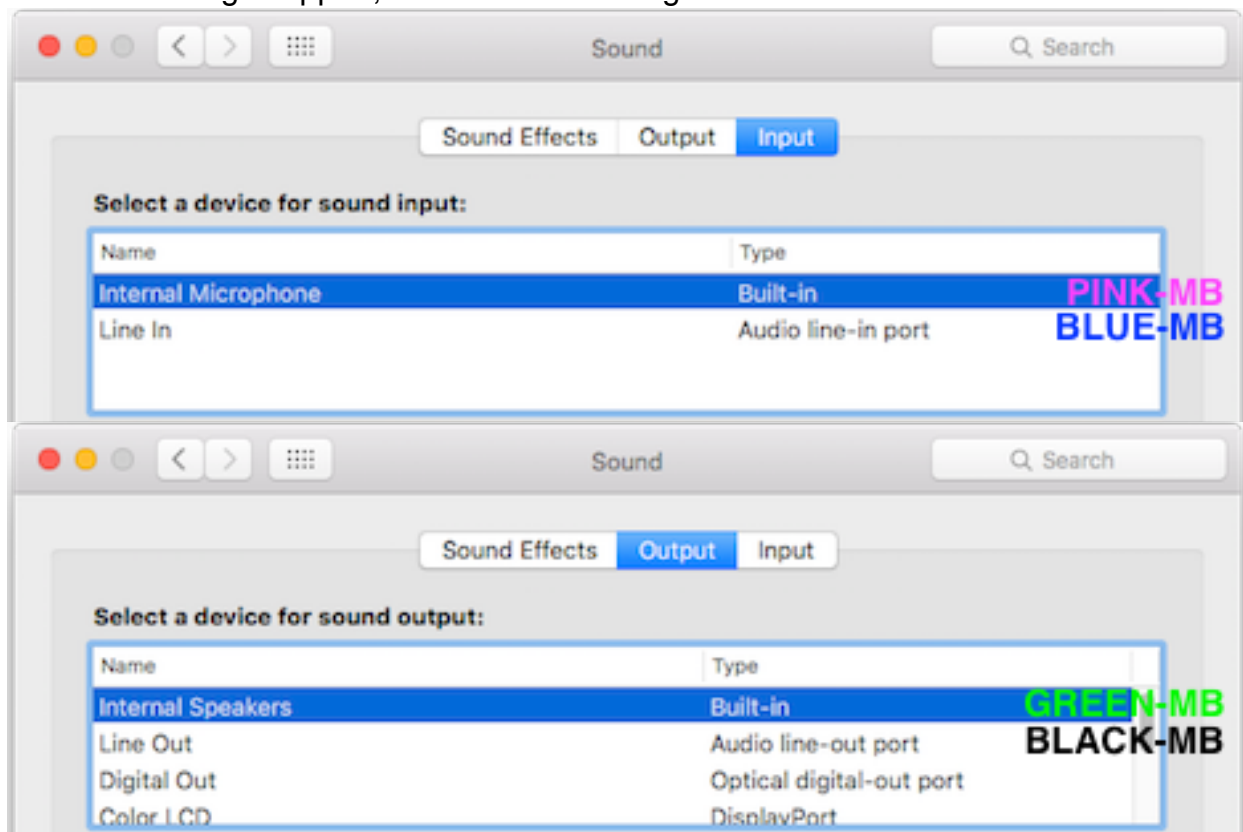 Sound
Search
Sound Effects Output Input
Select a device for sound input:
Name Type
Internal Microphone Built-in PINK-MB
Line In Audio line-in port BLUE-MB
Sound
Search
Sound Effects Output Input
Select a device for sound output:
Name Type
Internal Speakers Built-in GREEN-MB
Line Out Audio line-out port BLACK-MB
Digital Out Optical digital-out port
Color LCD DisplayPort